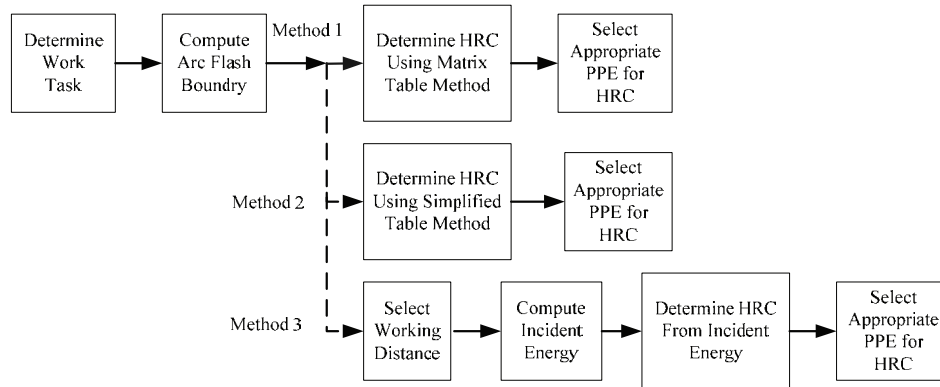 Determine
Work
Task
Compute
Arc Flash
Boundry
Method 1
Determine HRC
Using Matrix
Table Method
Select
Appropriate
PPE for
HRC
Method 2
Determine HRC
Using Simplified
Table Method
Select
Appropriate
PPE for
HRC
Method 3
Select
Working
Distance
Compute
Incident
Energy
Determine HRC
From Incident
Energy
Select
Appropriate
PPE for
HRC